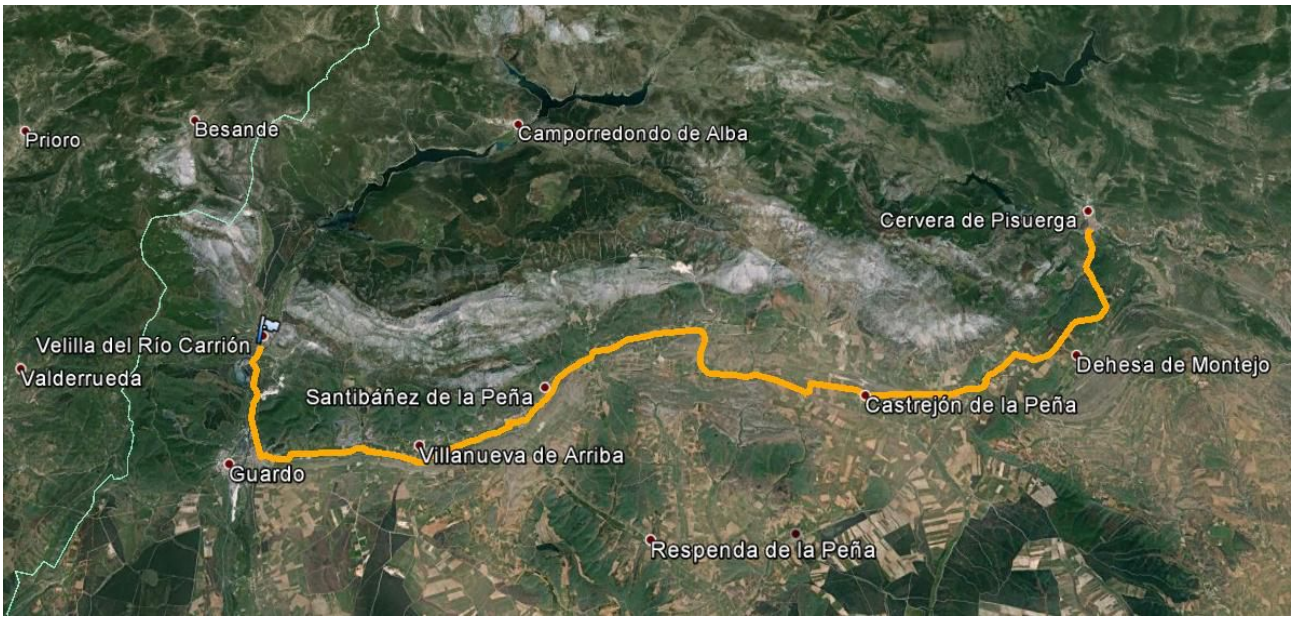 Prioro
Besande
Camporredondo de Alba
Cervera de Pisuerga
Velilla del Río Carrión
Valderrueda
Dehesa de Montejo
Santibáñez de la Peña
Castrejón de la Peña
Villanueva de Arriba
Guardo
Respenda de la Peña